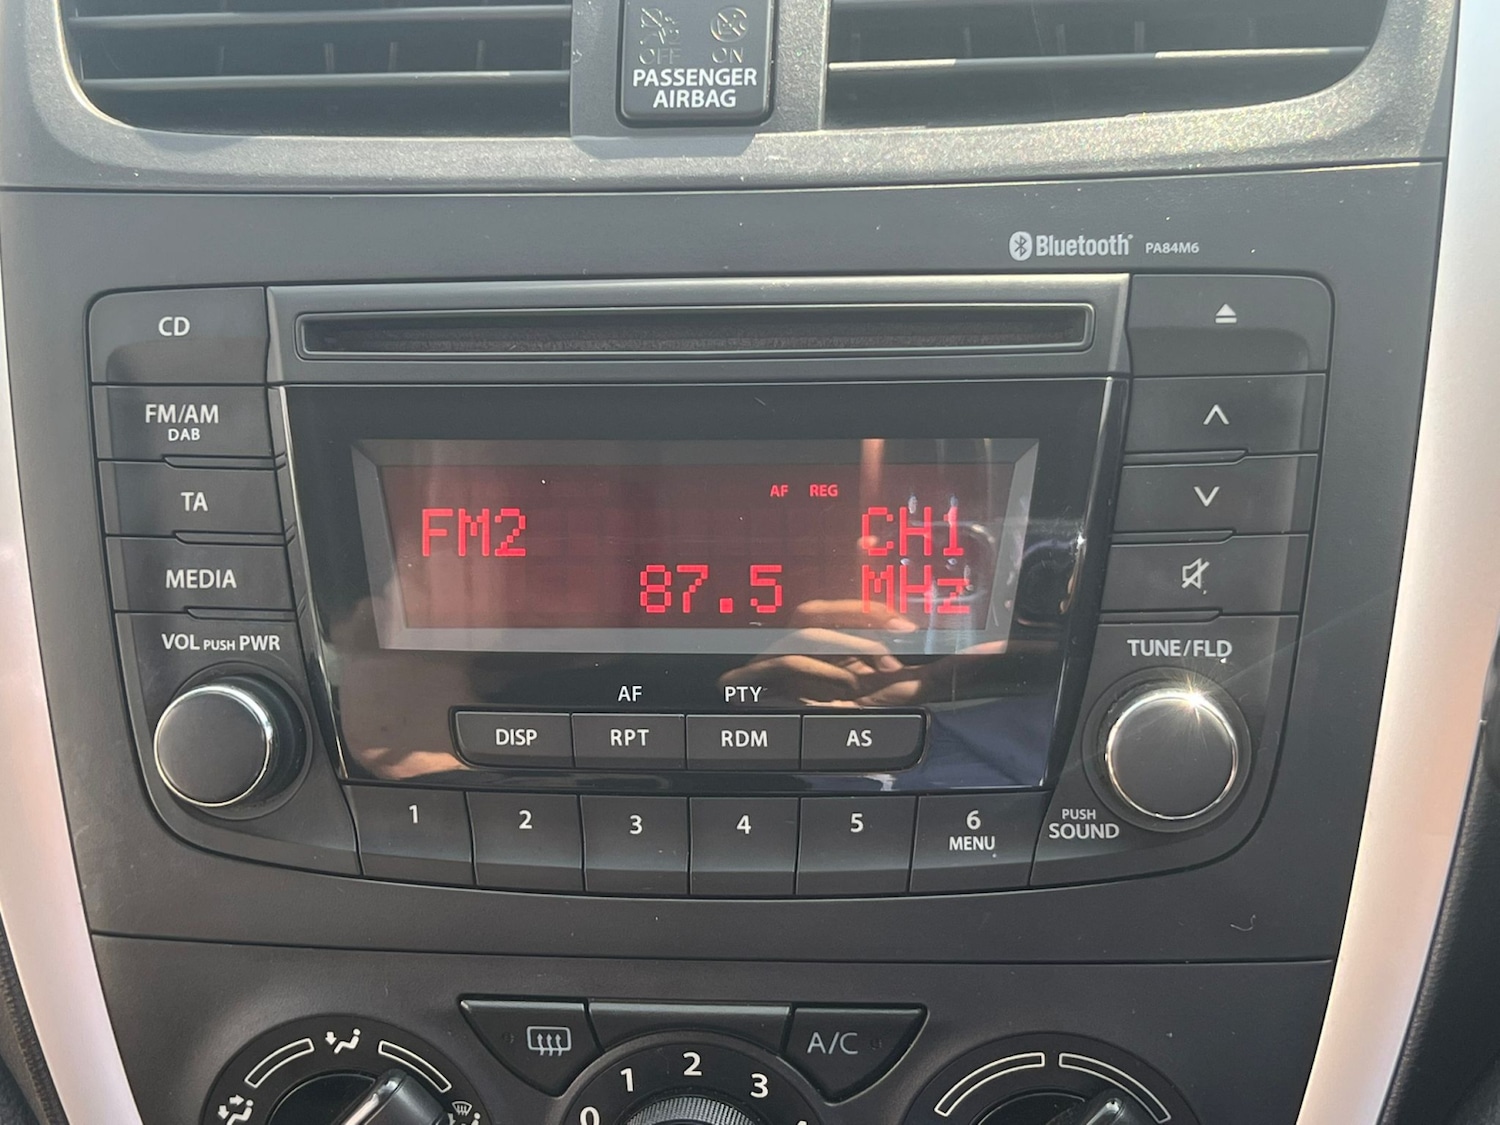 OFF ON
PASSENGER
AIRBAG
Bluetooth PA84M6
CD
FM/AM
DAB
TA
MEDIA
VOL PUSH PWR
AF REG
FM2 CH1
87.5 MHz
TUNE/FLD
AF PTY
DISP RPT RDM AS
1 2 3 4 5 6
MENU
PUSH
SOUND
A/C
0 1 2 3